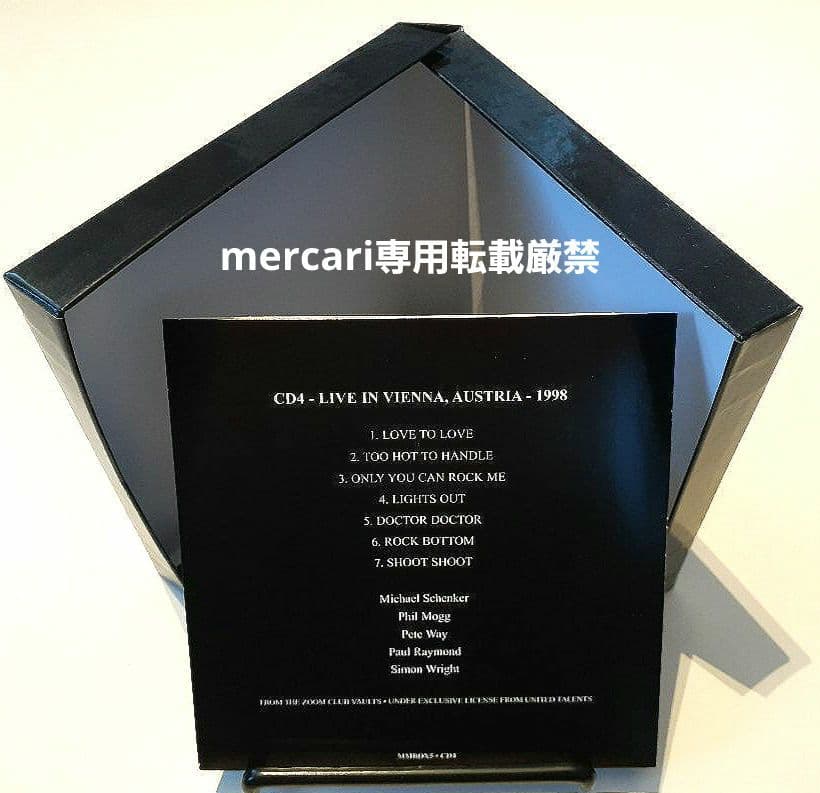 mercari専用転載厳禁
CD4 - LIVE IN VIENNA, AUSTRIA - 1998
1. LOVE TO LOVE
2. TOO HOT TO HANDLE
3. ONLY YOU CAN ROCK ME
4. LIGHTS OUT
5. DOCTOR DOCTOR
6. ROCK BOTTOM
7. SHOOT SHOOT
Michael Schenker
Phil Mogg
Pete Way
Paul Raymond
Simon Wright
FROM THE ZOOM CLUB VAULTS • UNDER EXCLUSIVE LICENSE FROM UNITED TALENTS
MMBOX5 • CD4